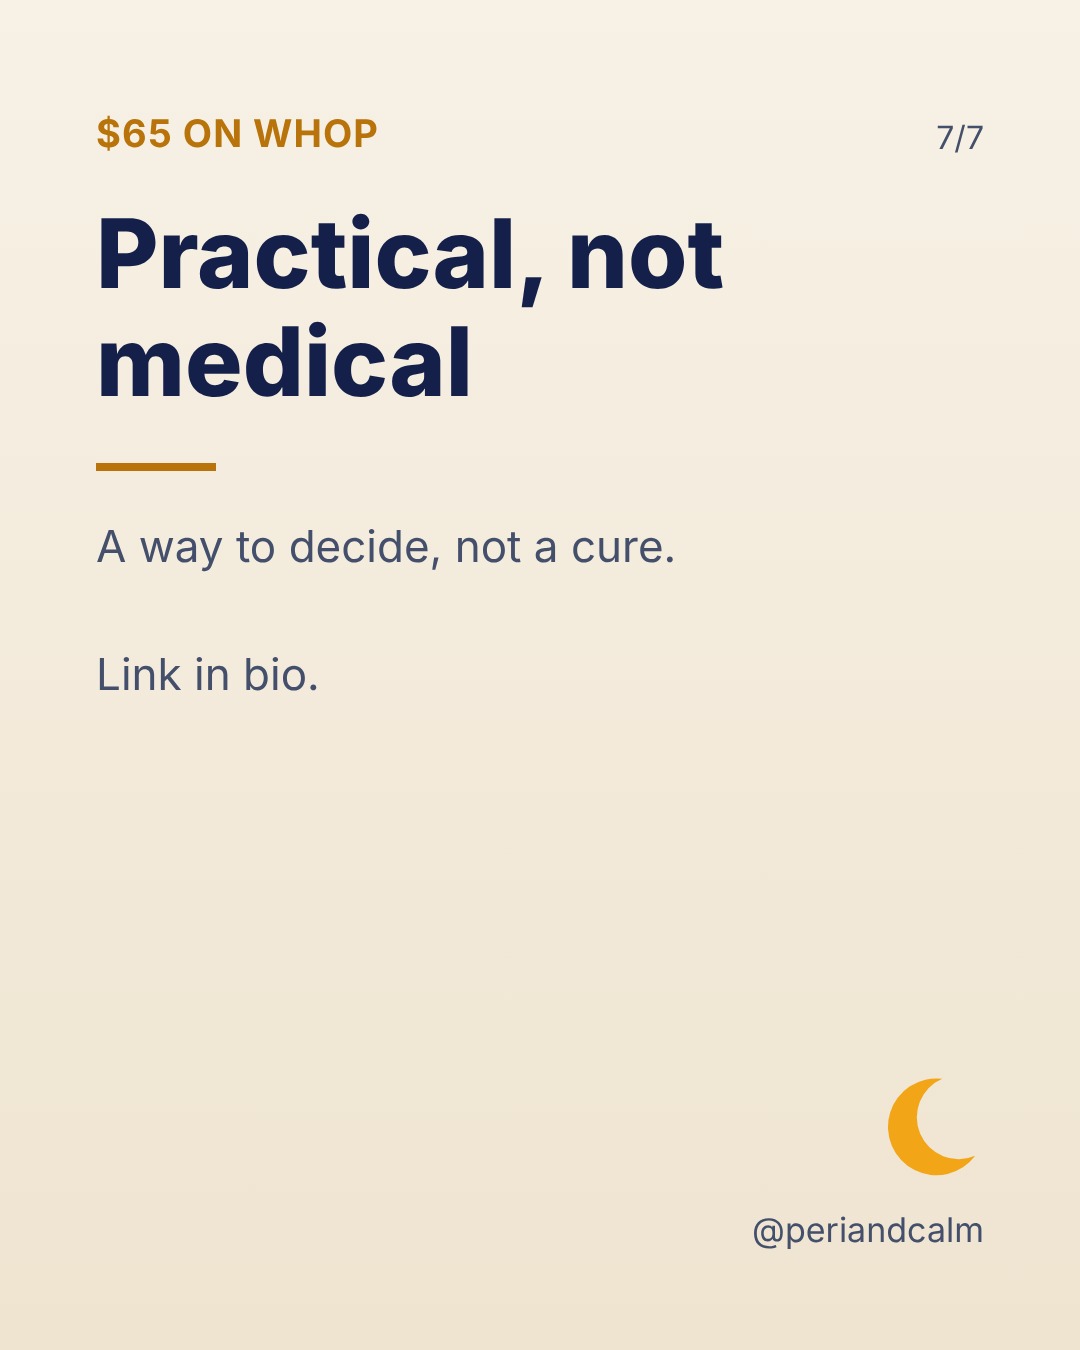 $65 ON WHOP
7/7
Practical, not
medical
A way to decide, not a cure.
Link in bio.
@periandcalm